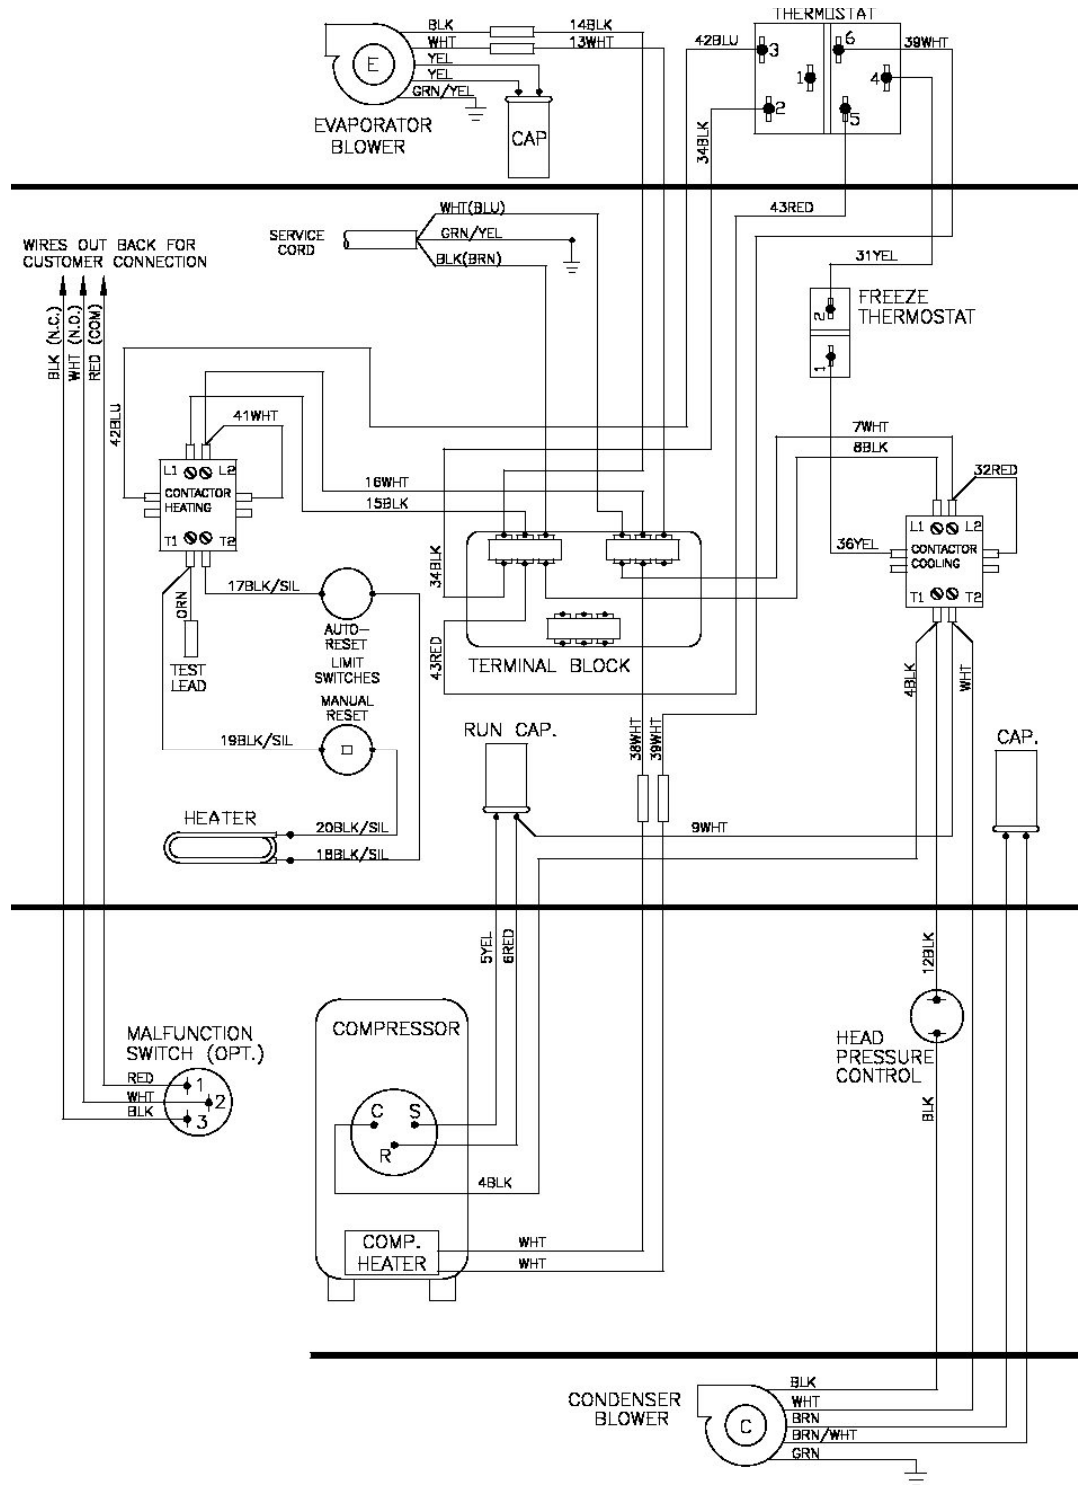 THERMOSTAT
BLK
14BLK
WHT
13WHT
YEL
YEL
GRN/YEL
E
EVAPORATOR
BLOWER
CAP
42BLU
39WHT
3
6
1
4
2
5
34BLK
43RED
WHT(BLU)
GRN/YEL
BLK(BRN)
SERVICE
CORD
WIRES OUT BACK FOR
CUSTOMER CONNECTION
BLK (N.C.)
WHT (N.O.)
RED (COM)
31YEL
FREEZE
THERMOSTAT
2
1
42BLU
41WHT
L1
L2
CONTACTOR
HEATING
T1
T2
16WHT
15BLK
7WHT
8BLK
32RED
L1
L2
CONTACTOR
COOLING
T1
T2
36YEL
34BLK
43RED
TERMINAL BLOCK
17BLK/SIL
ORN
TEST
LEAD
AUTO-
RESET
LIMIT
SWITCHES
MANUAL
RESET
19BLK/SIL
HEATER
20BLK/SIL
18BLK/SIL
RUN CAP.
38WHT
39WHT
9WHT
4BLK
WHT
CAP.
5YEL
6RED
12BLK
HEAD
PRESSURE
CONTROL
BLK
MALFUNCTION
SWITCH (OPT.)
RED
WHT
BLK
1
2
3
COMPRESSOR
C
S
R
4BLK
COMP.
HEATER
WHT
WHT
CONDENSER
BLOWER
C
BLK
WHT
BRN
BRN/WHT
GRN